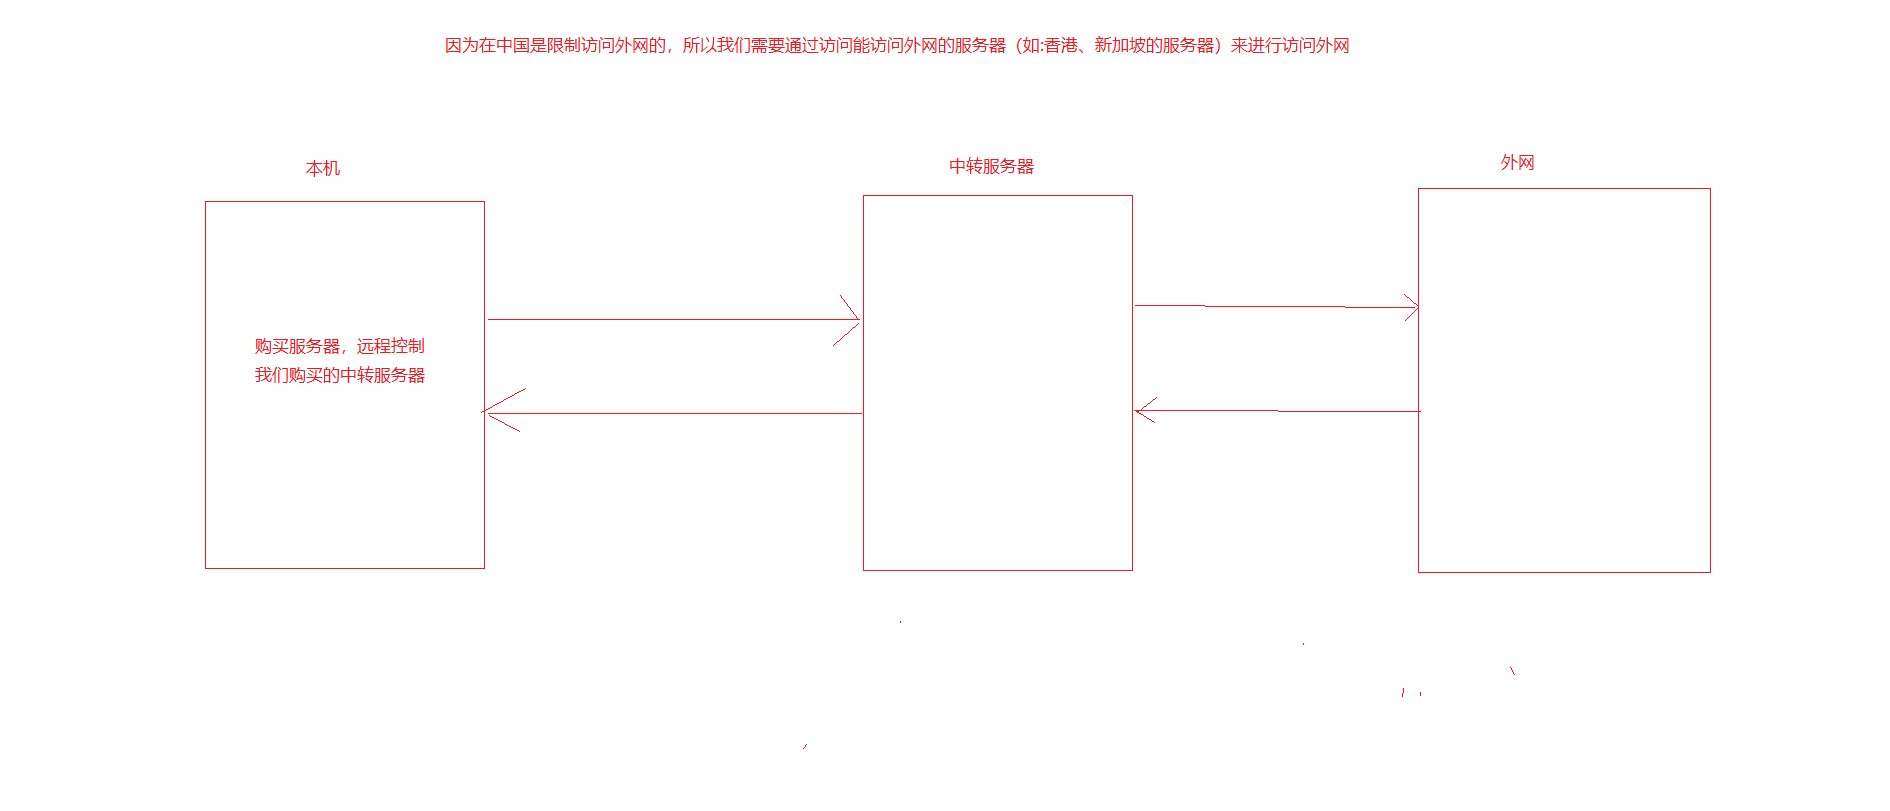 因为在中国是限制访问外网的，所以我们需要通过访问能访问外网的服务器（如:香港、新加坡的服务器）来进行访问外网
本机
中转服务器
外网
购买服务器，远程控制
我们购买的中转服务器